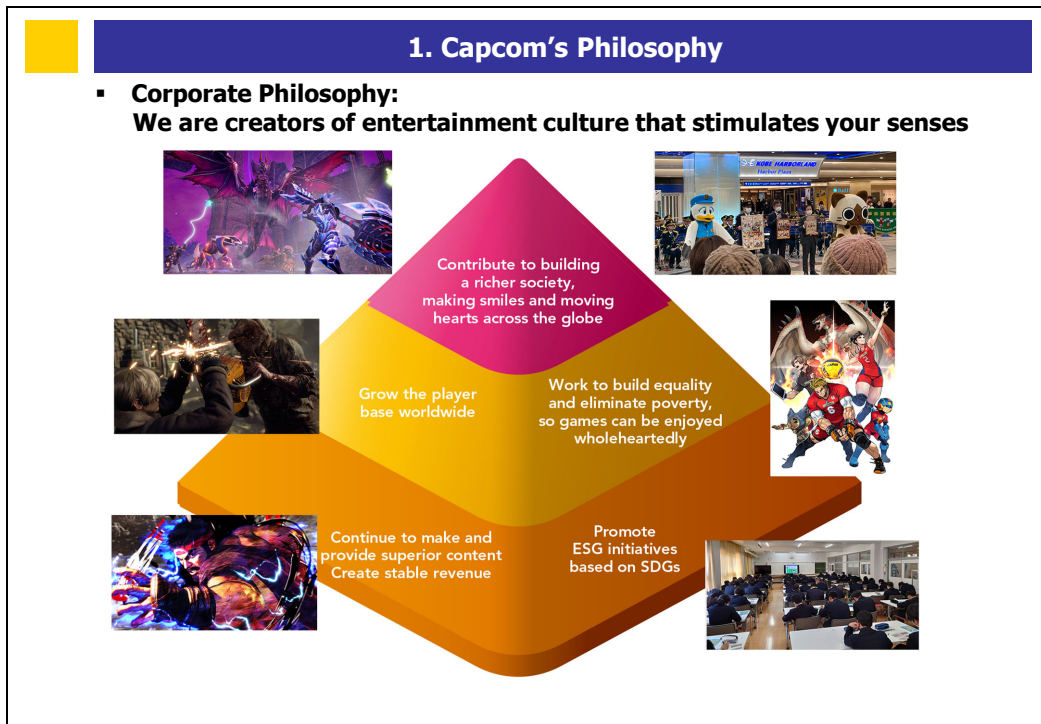 1. Capcom’s Philosophy
▪ Corporate Philosophy:
We are creators of entertainment culture that stimulates your senses
KOBE HARBORLAND
Harbor Plaza
Contribute to building
a richer society,
making smiles and moving
hearts across the globe
Grow the player
base worldwide
Work to build equality
and eliminate poverty,
so games can be enjoyed
wholeheartedly
6
Continue to make and
provide superior content
Create stable revenue
Promote
ESG initiatives
based on SDGs